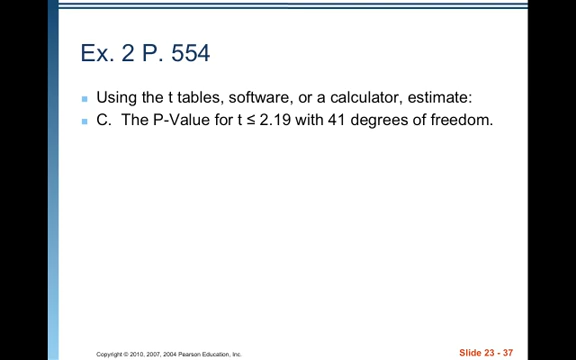 Ex. 2 P. 554
Using the t tables, software, or a calculator, estimate:
C. The P-Value for t ≤ 2.19 with 41 degrees of freedom.
Copyright © 2010, 2007, 2004 Pearson Education, Inc.
Slide 23 - 37